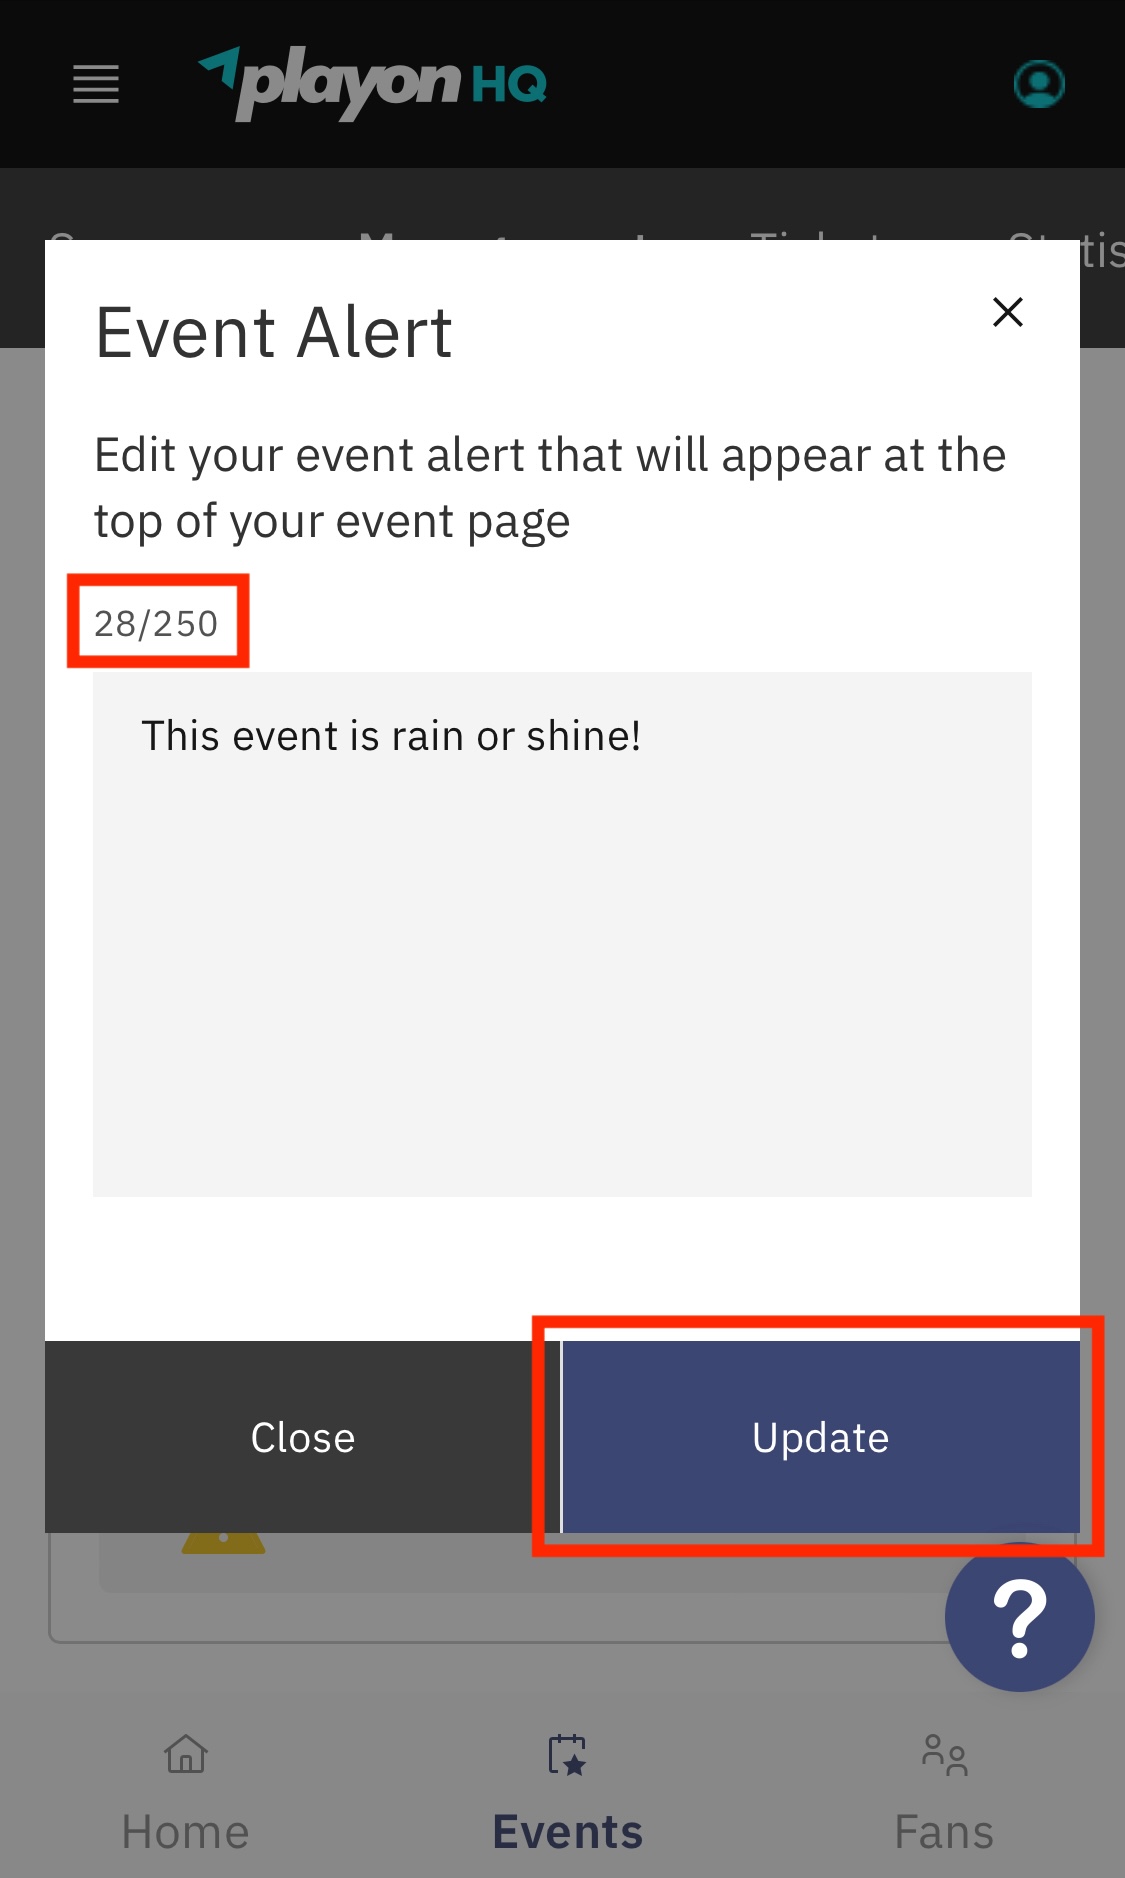 playon HQ
Event Alert
Edit your event alert that will appear at the
top of your event page
28/250
This event is rain or shine!
Close
Update
?
Home
Events
Fans